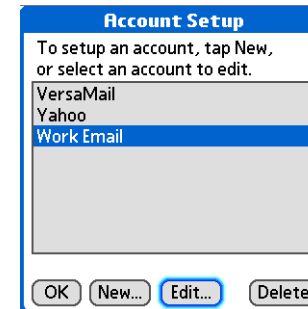 Account Setup
To setup an account, tap New,
or select an account to edit.
VersaMail
Yahoo
Work Email
OK New... Edit... Delete